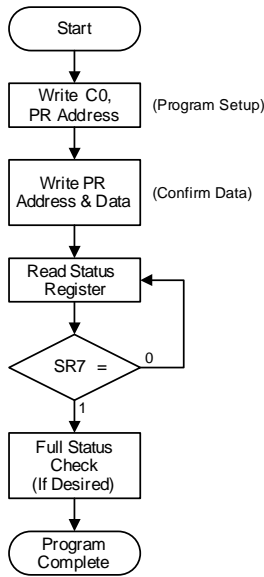 Start
Write C0,
PR Address
(Program Setup)
Write PR
Address & Data
(Confirm Data)
Read Status
Register
SR7 =
0
1
Full Status
Check
(If Desired)
Program
Complete